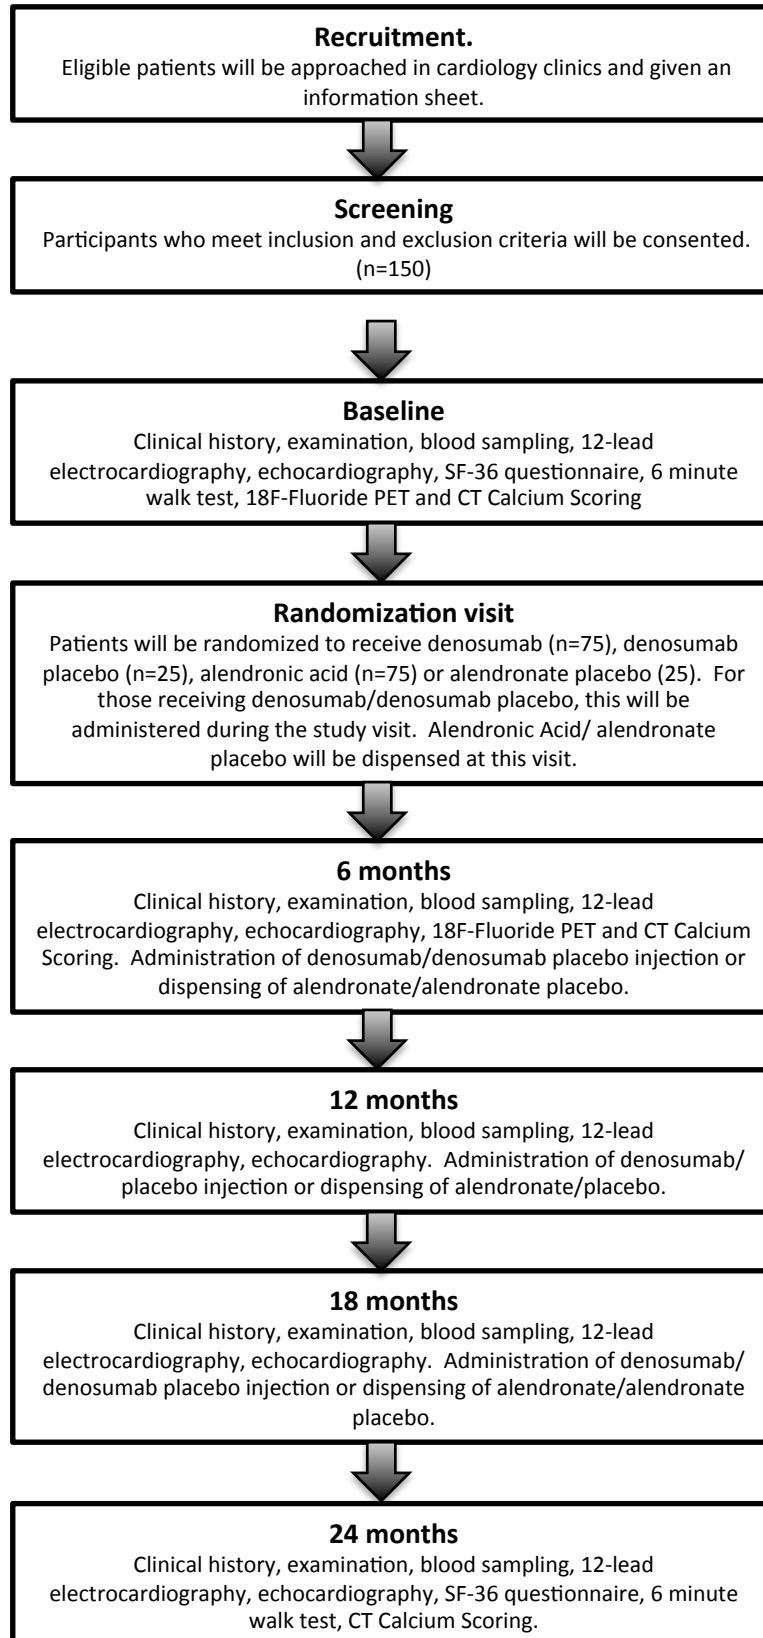 Recruitment.
Eligible patients will be approached in cardiology clinics and given an
information sheet.
Screening
Participants who meet inclusion and exclusion criteria will be consented.
(n=150)
Baseline
Clinical history, examination, blood sampling, 12-lead
electrocardiography, echocardiography, SF-36 questionnaire, 6 minute
walk test, 18F-Fluoride PET and CT Calcium Scoring
Randomization visit
Patients will be randomized to receive denosumab (n=75), denosumab
placebo (n=25), alendronic acid (n=75) or alendronate placebo (25).  For
those receiving denosumab/denosumab placebo, this will be
administered during the study visit.  Alendronic Acid/ alendronate
placebo will be dispensed at this visit.
6 months
Clinical history, examination, blood sampling, 12-lead
electrocardiography, echocardiography, 18F-Fluoride PET and CT Calcium
Scoring.  Administration of denosumab/denosumab placebo injection or
dispensing of alendronate/alendronate placebo.
12 months
Clinical history, examination, blood sampling, 12-lead
electrocardiography, echocardiography.  Administration of denosumab/
placebo injection or dispensing of alendronate/placebo.
18 months
Clinical history, examination, blood sampling, 12-lead
electrocardiography, echocardiography.  Administration of denosumab/
denosumab placebo injection or dispensing of alendronate/alendronate
placebo.
24 months
Clinical history, examination, blood sampling, 12-lead
electrocardiography, echocardiography, SF-36 questionnaire, 6 minute
walk test, CT Calcium Scoring.